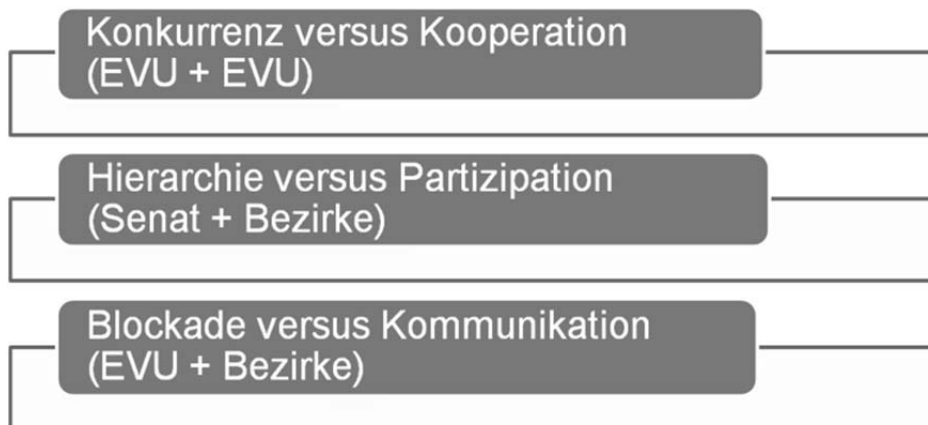 Konkurrenz versus Kooperation
(EVU + EVU)
Hierarchie versus Partizipation
(Senat + Bezirke)
Blockade versus Kommunikation
(EVU + Bezirke)